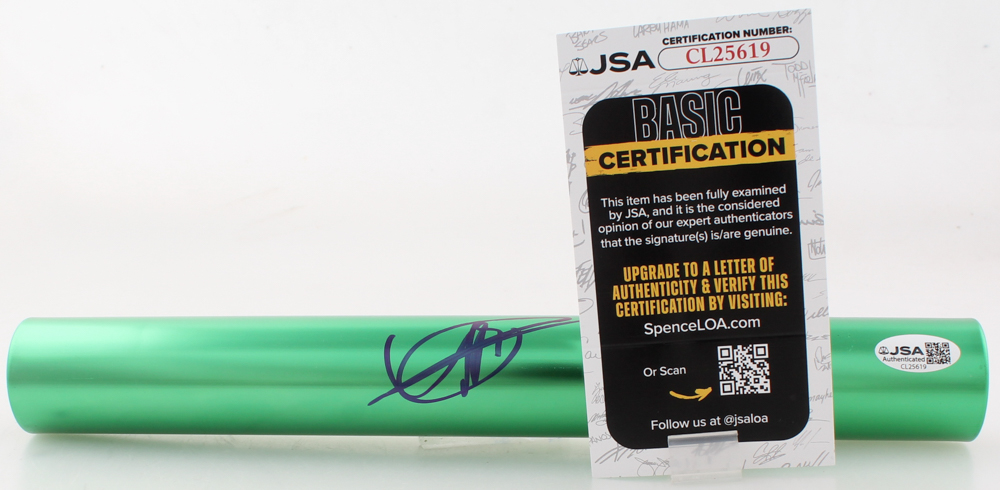 LARRY HAMA
JSA
CERTIFICATION NUMBER:
CL25619
BASIC
CERTIFICATION
This item has been fully examined
by JSA, and it is the considered
opinion of our expert authenticators
that the signature(s) is/are genuine.
UPGRADE TO A LETTER OF
AUTHENTICITY & VERIFY THIS
CERTIFICATION BY VISITING:
SpenceLOA.com
Or Scan
Follow us at @jsaloa
JSA
Authenticated
CL25619